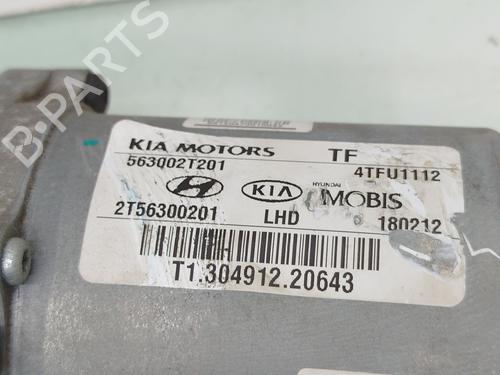 KIA MOTORS TF
563002T201 4TFU1112
KIA HYUNDAI MOBIS
2T56300201 LHD 180212
T1.304912.20643
B-PARTS